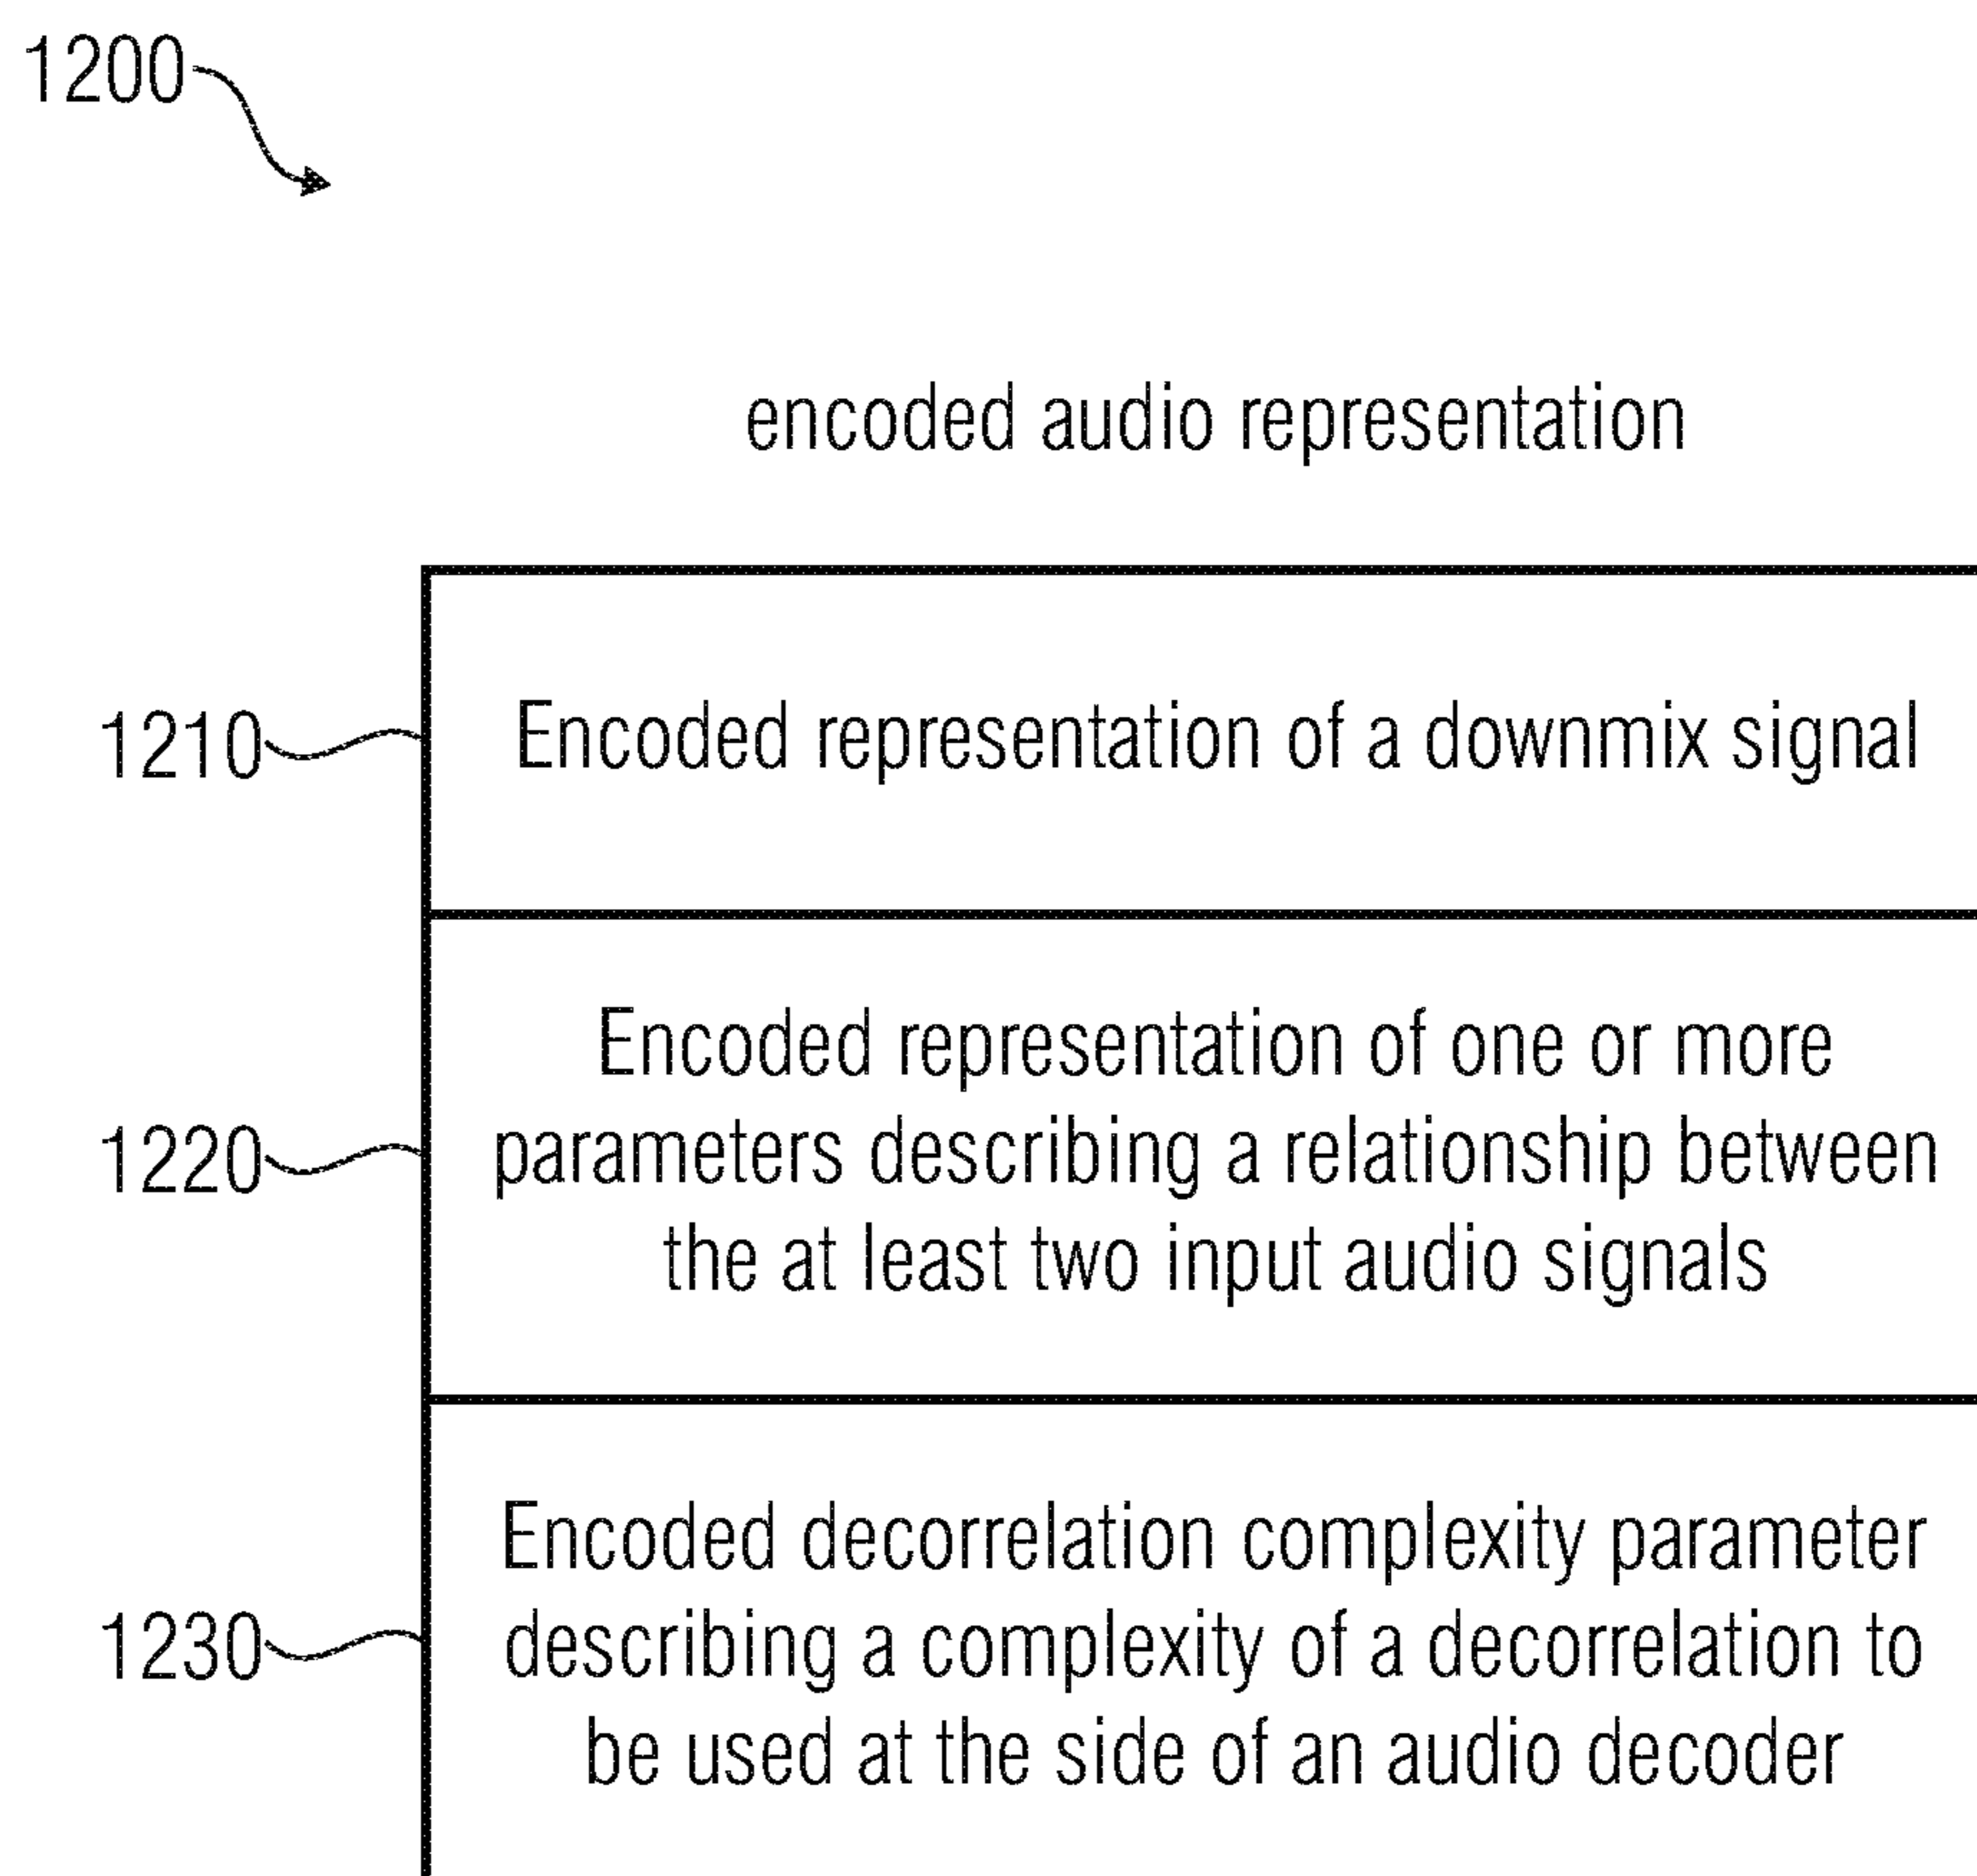 1200
encoded audio representation
1210
Encoded representation of a downmix signal
Encoded representation of one or more
1220
parameters describing a relationship between
the at least two input audio signals
Encoded decorrelation complexity parameter
1230
describing a complexity of a decorrelation to
be used at the side of an audio decoder